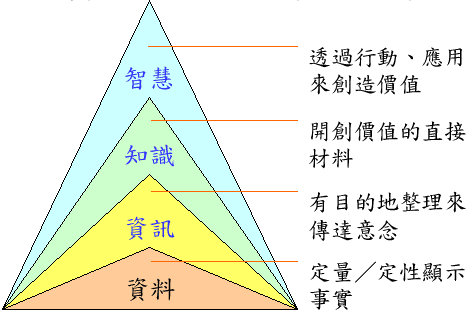 智慧
透過行動、應用
來創造價值
知識
開創價值的直接
材料
資訊
有目的地整理來
傳達意念
資料
定量／定性顯示
事實